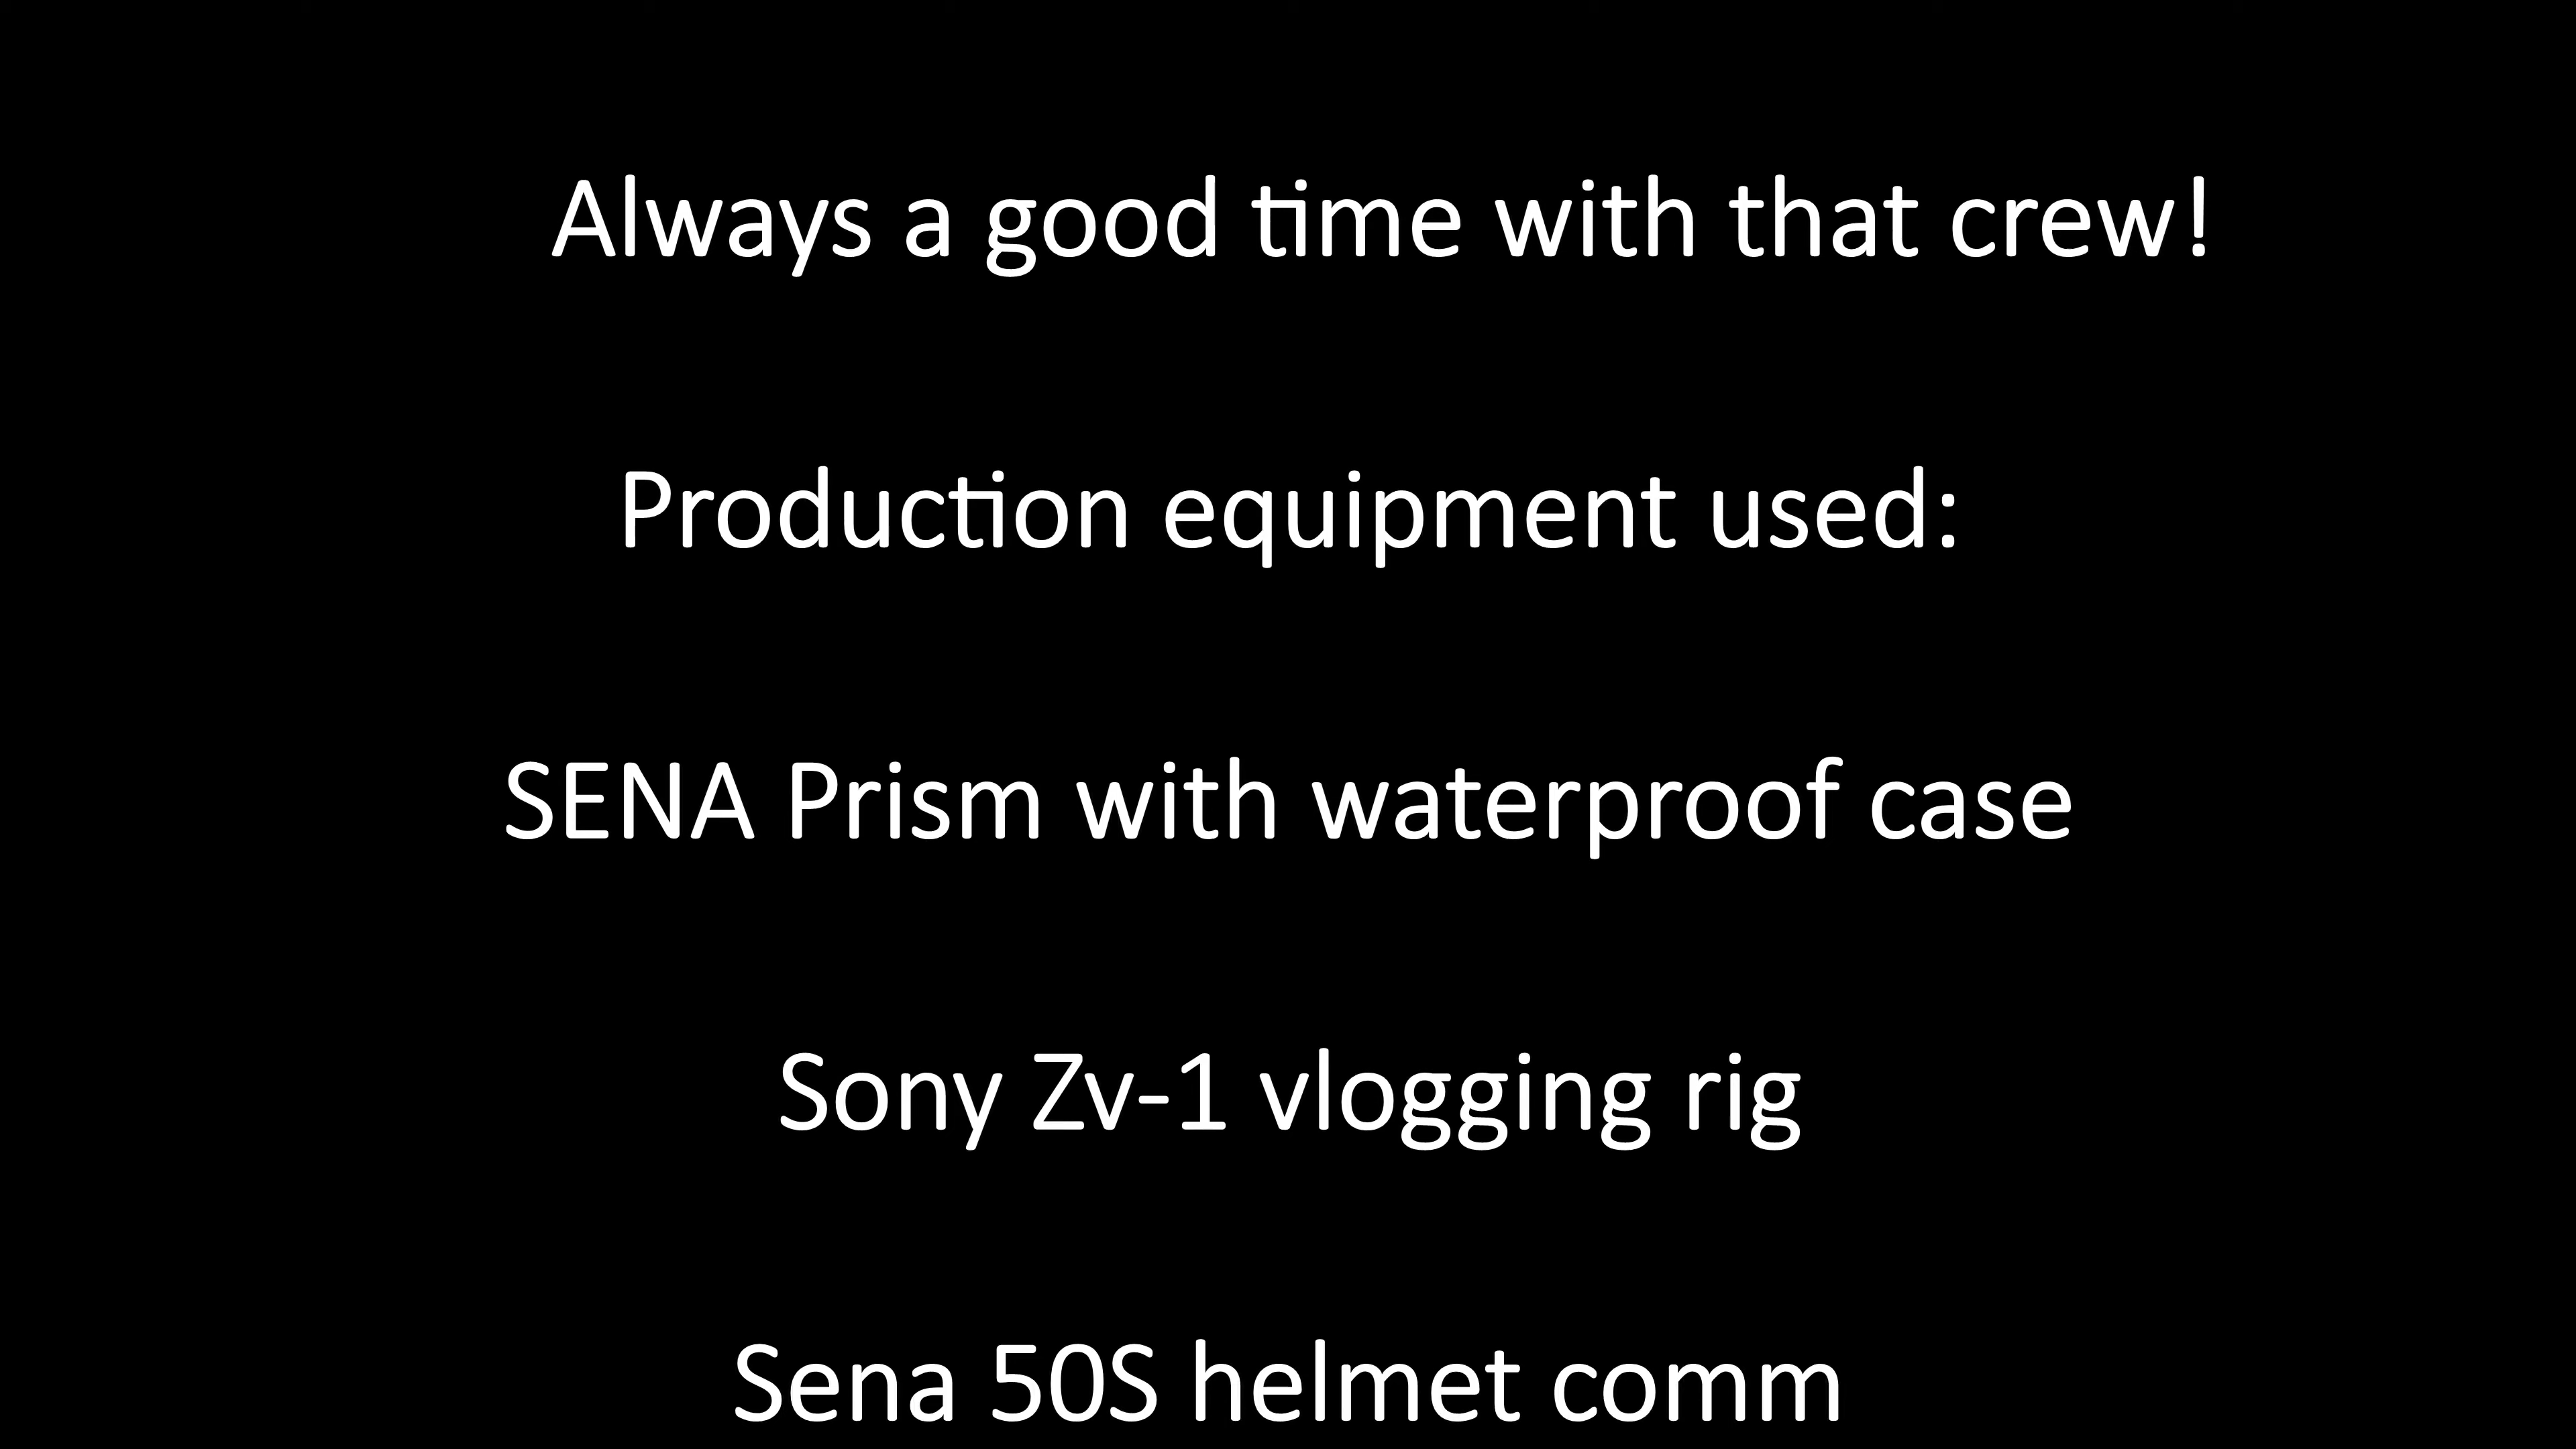 Always a good time with that crew!
Production equipment used:
SENA Prism with waterproof case
Sony Zv-1 vlogging rig
Sena 50S helmet comm